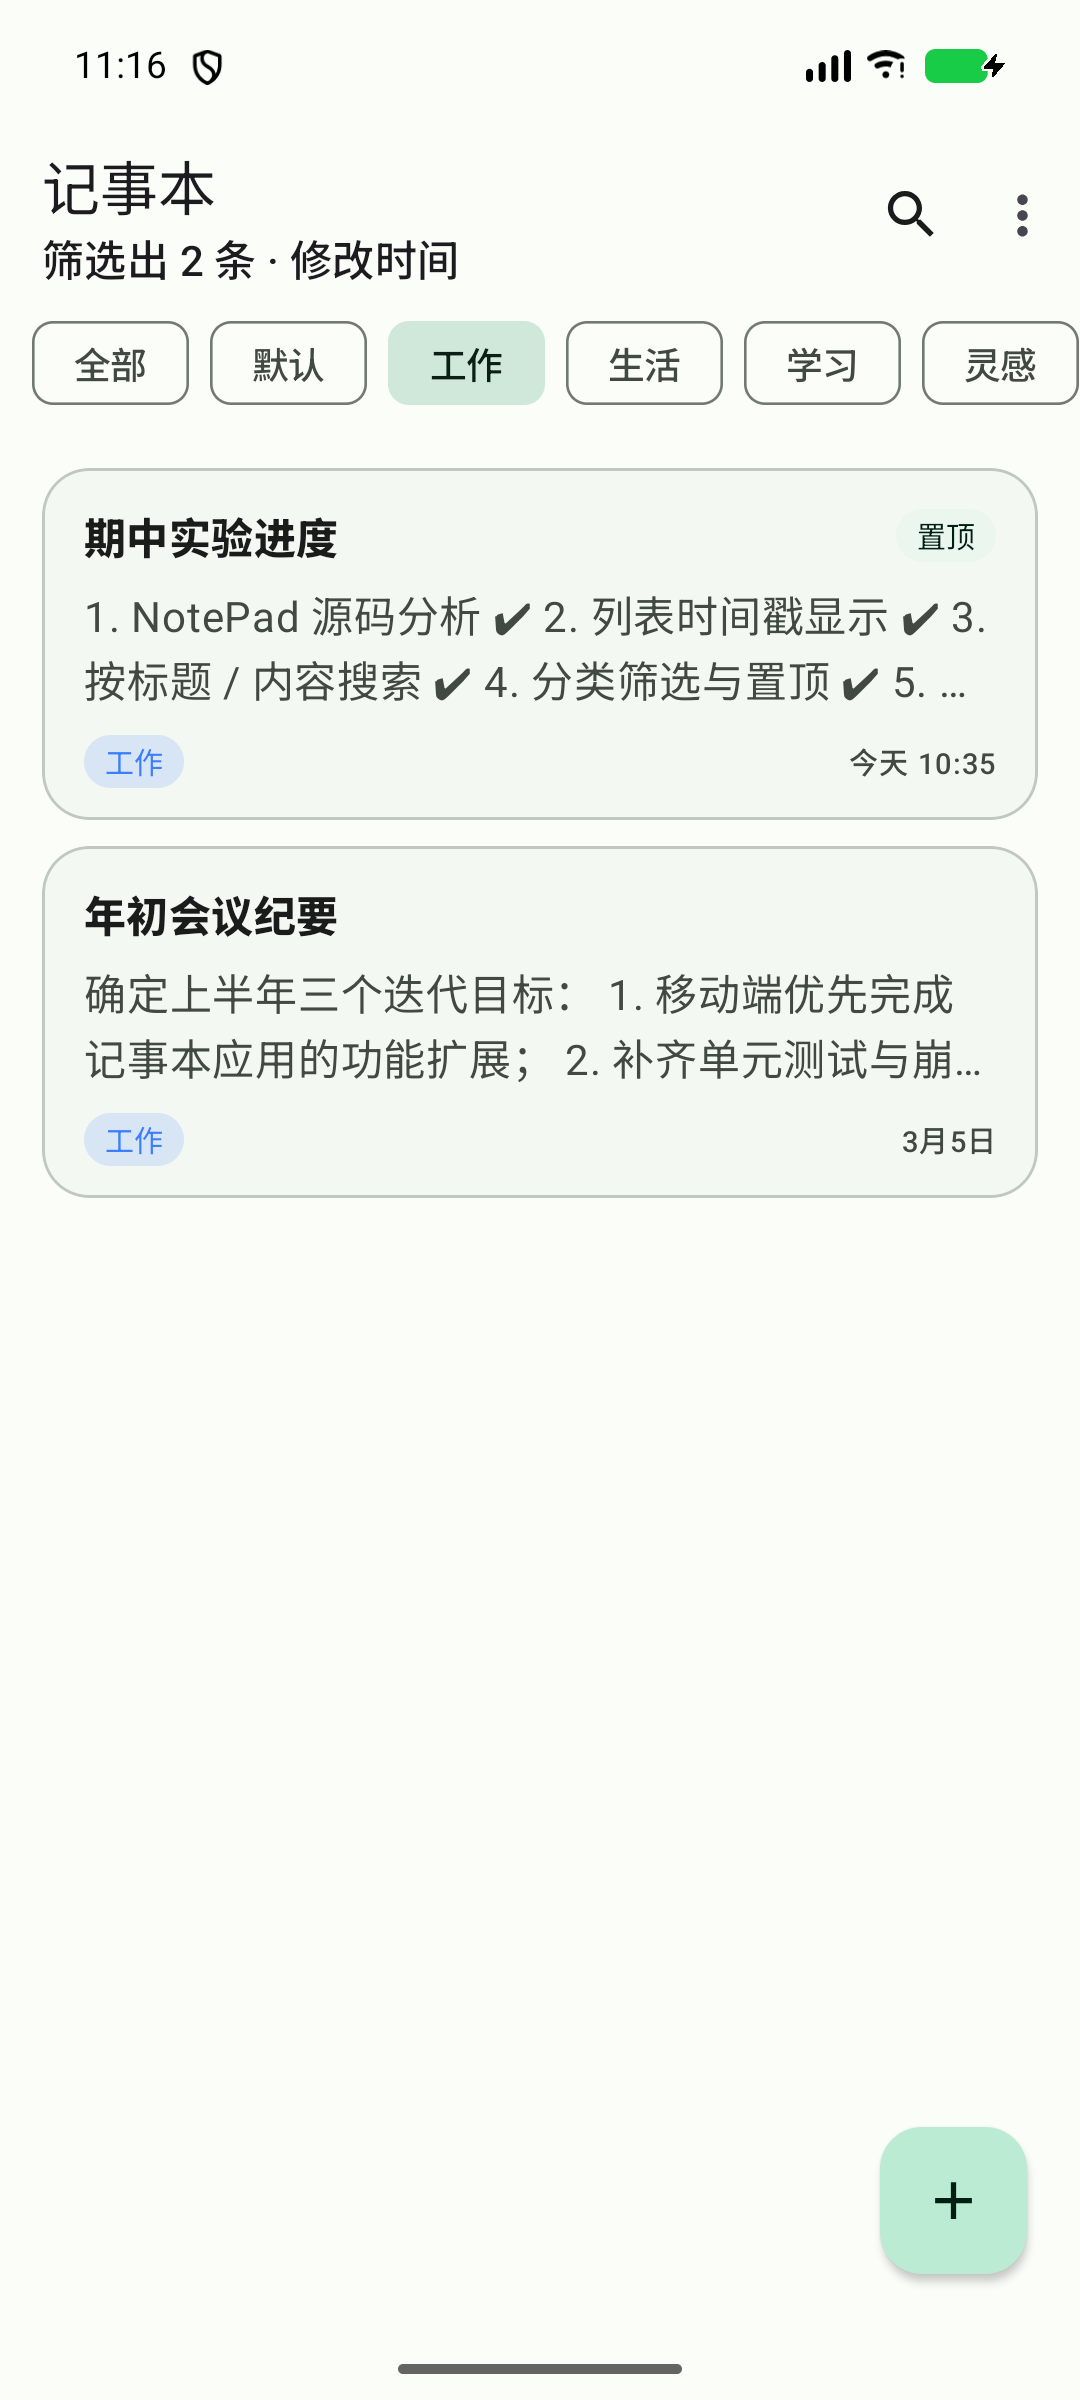 11:16
记事本
筛选出 2 条 · 修改时间
全部 默认 工作 生活 学习 灵感
期中实验进度 置顶
1. NotePad 源码分析 ✔ 2. 列表时间戳显示 ✔ 3.
按标题 / 内容搜索 ✔ 4. 分类筛选与置顶 ✔ 5. ...
工作 今天 10:35
年初会议纪要
确定上半年三个迭代目标： 1. 移动端优先完成
记事本应用的功能扩展； 2. 补齐单元测试与崩...
工作 3月5日